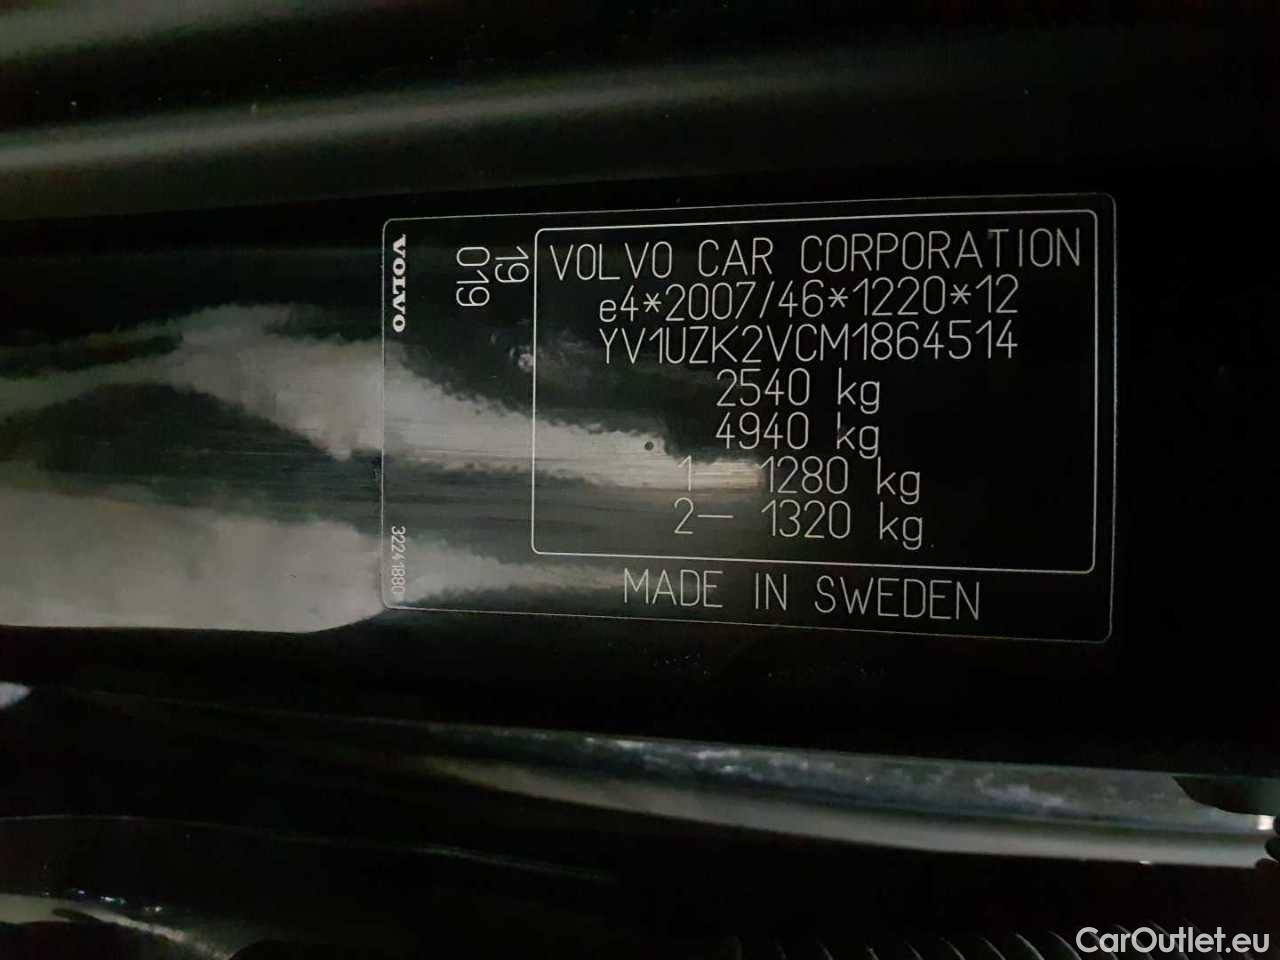 VOLVO
19
019
VOLVO CAR CORPORATION
e4*2007/46*1220*12
YV1UZK2VCM1864514
2540 kg
4940 kg
1 1280 kg
2– 1320 kg
32241880
MADE IN SWEDEN
CarOutlet.eu